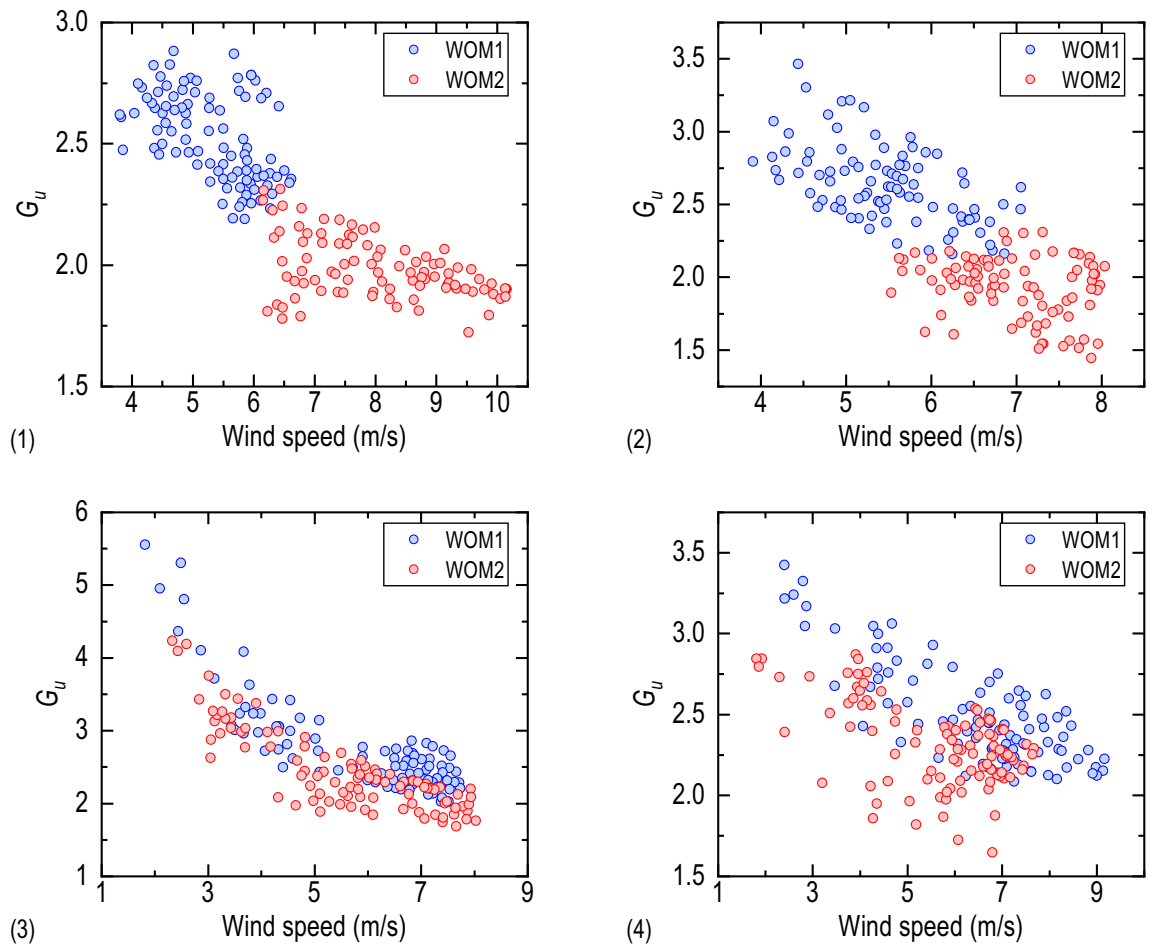 3.0
2.5
2.0
1.5
G_u
4 5 6 7 8 9 10
Wind speed (m/s)
WOM1
WOM2
(1)
3.5
3.0
2.5
2.0
1.5
G_u
4 5 6 7 8
Wind speed (m/s)
WOM1
WOM2
(2)
6
5
4
3
2
1
G_u
1 3 5 7 9
Wind speed (m/s)
WOM1
WOM2
(3)
3.5
3.0
2.5
2.0
1.5
G_u
1 3 5 7 9
Wind speed (m/s)
WOM1
WOM2
(4)